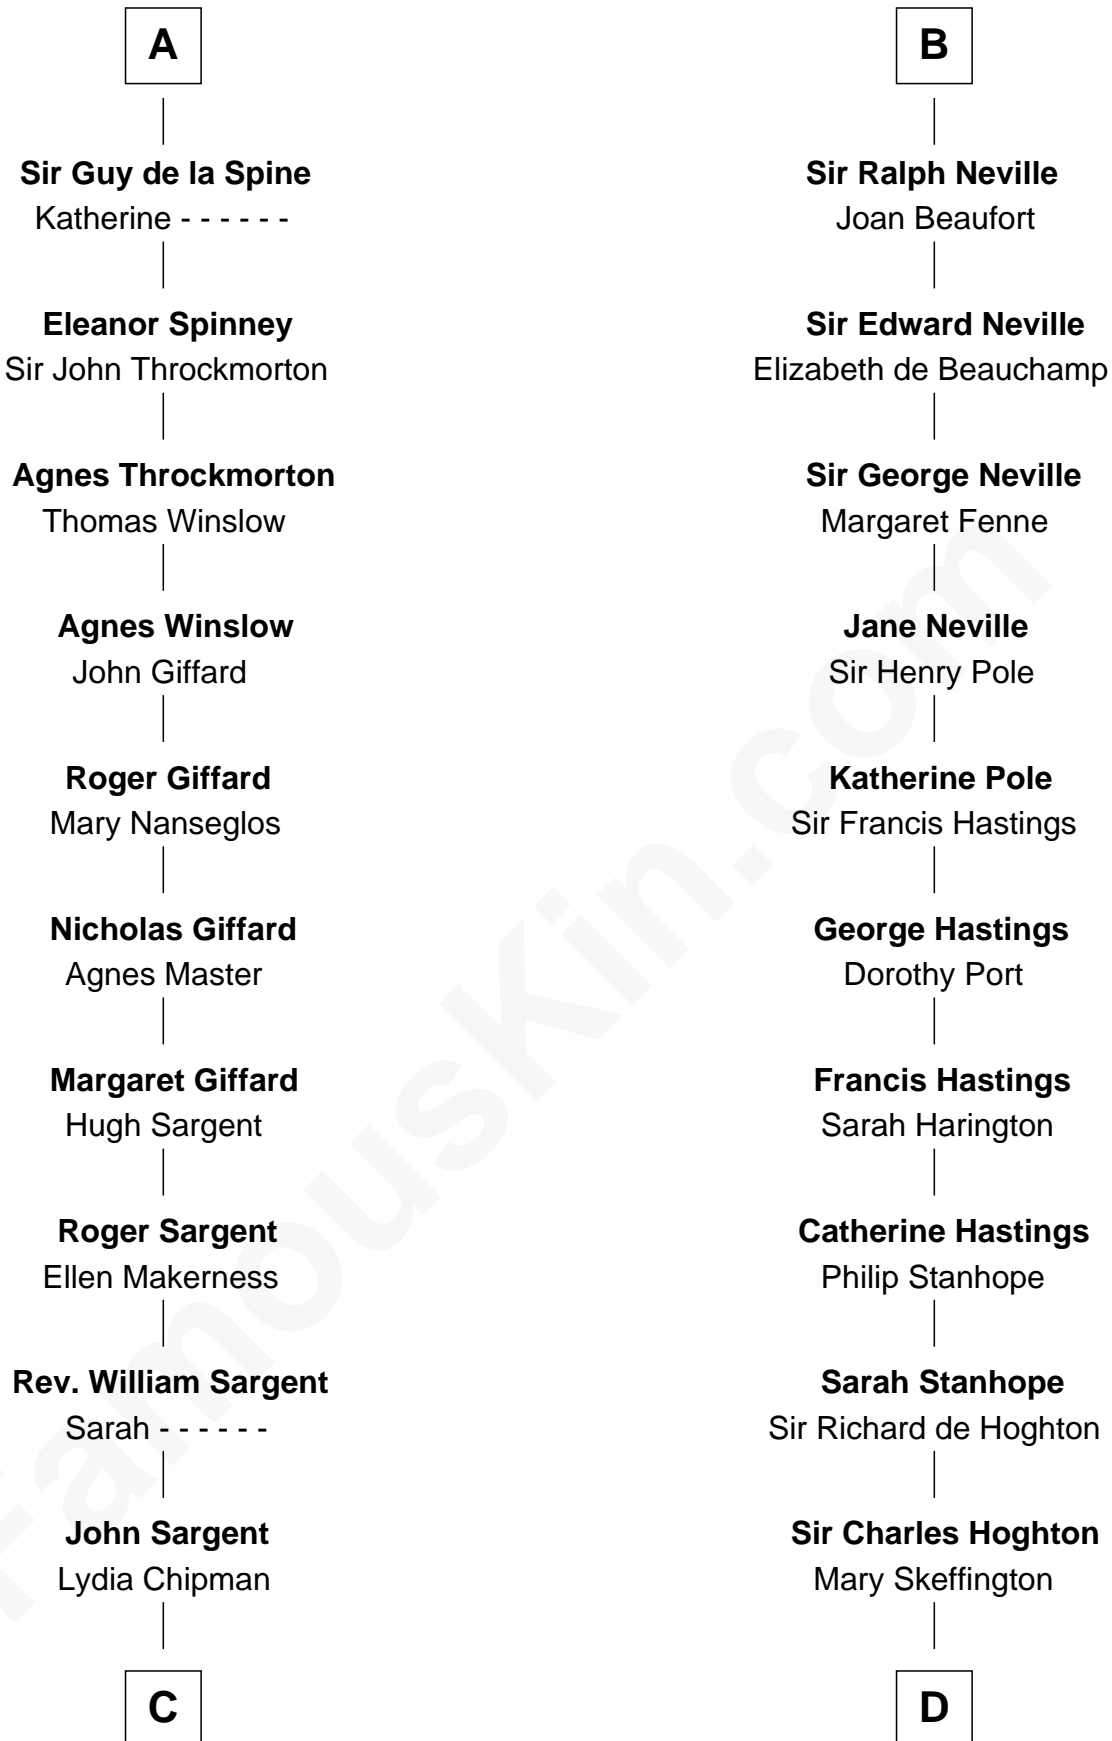 A
Sir Guy de la Spine
Katherine - - - - - -
Eleanor Spinney
Sir John Throckmorton
Agnes Throckmorton
Thomas Winslow
Agnes Winslow
John Giffard
Roger Giffard
Mary Nanseglos
Nicholas Giffard
Agnes Master
Margaret Giffard
Hugh Sargent
Roger Sargent
Ellen Makerness
Rev. William Sargent
Sarah - - - - - -
John Sargent
Lydia Chipman
C
B
Sir Ralph Neville
Joan Beaufort
Sir Edward Neville
Elizabeth de Beauchamp
Sir George Neville
Margaret Fenne
Jane Neville
Sir Henry Pole
Katherine Pole
Sir Francis Hastings
George Hastings
Dorothy Port
Francis Hastings
Sarah Harington
Catherine Hastings
Philip Stanhope
Sarah Stanhope
Sir Richard de Hoghton
Sir Charles Hoghton
Mary Skeffington
D
FamousKin.com